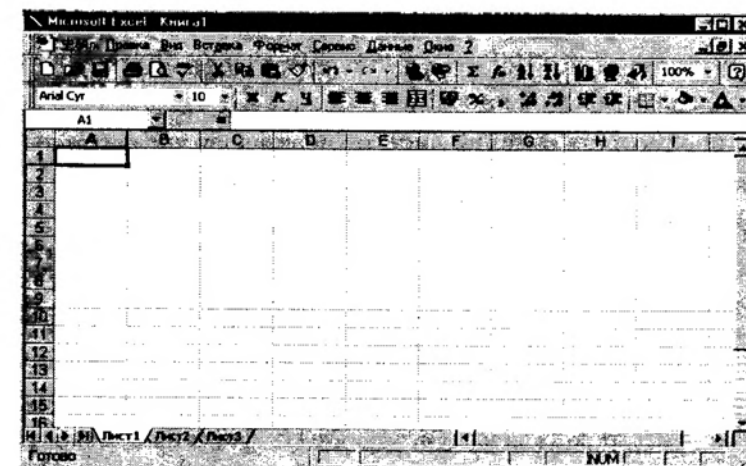 Microsoft Excel Книга1
Файл Правка Вид Вставка Формат Сервис Данные Окно ?
100%
Arial Cyr 10 Ж К Ч
A1
A B C D E F G H I
1
2
3
4
5
6
7
8
9
10
11
12
13
14
15
16
Лист1 Лист2 Лист3
Готово NUM